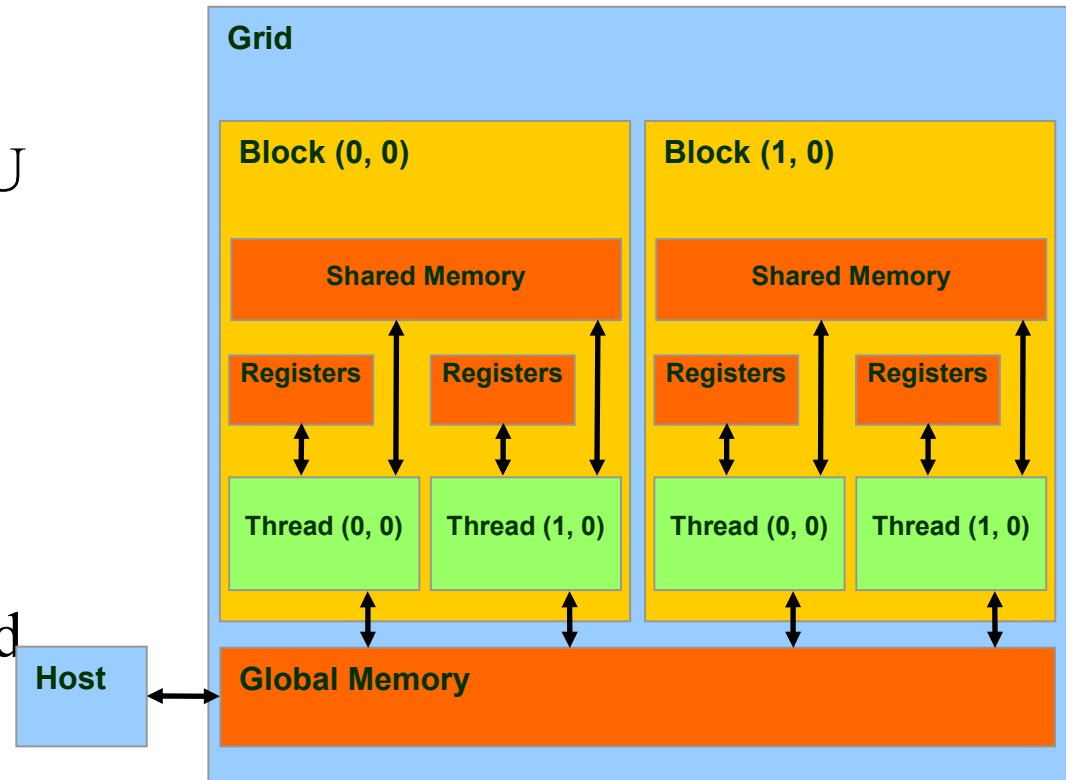 Grid
U
Block (0, 0)
Block (1, 0)
Shared Memory
Shared Memory
Registers
Registers
Registers
Registers
Thread (0, 0)
Thread (1, 0)
Thread (0, 0)
Thread (1, 0)
d
Host
Global Memory